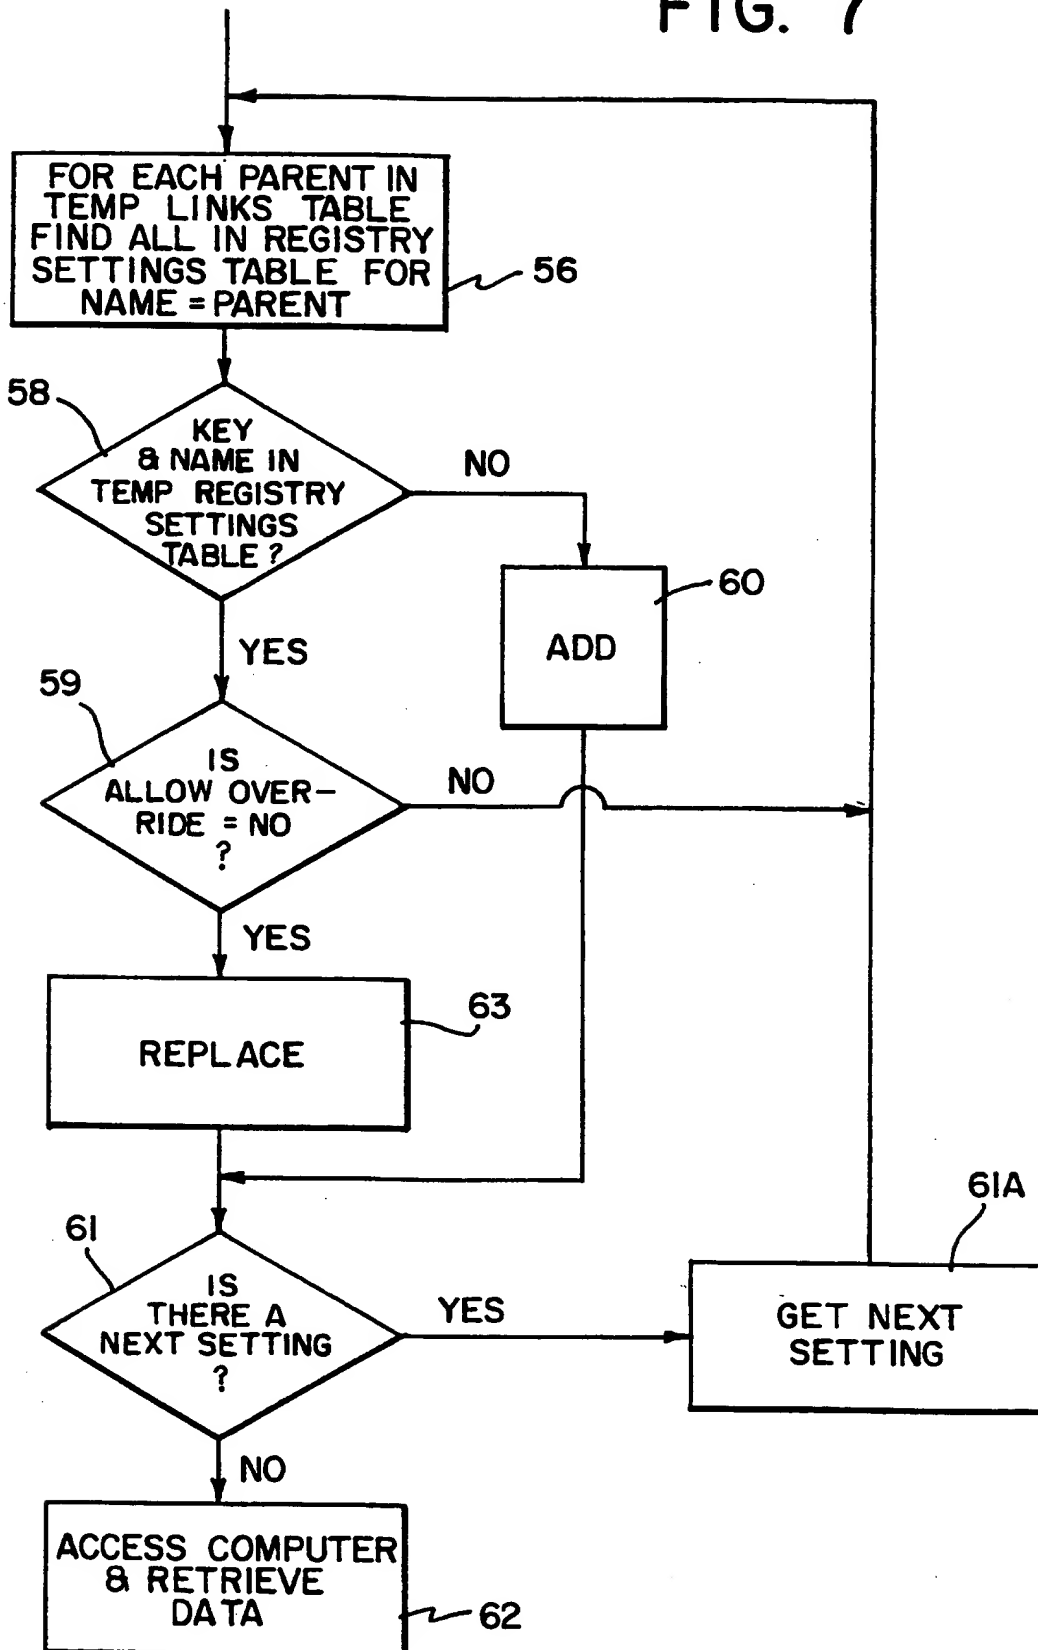 FIG. 7
FOR EACH PARENT IN
TEMP LINKS TABLE
FIND ALL IN REGISTRY
SETTINGS TABLE FOR
NAME = PARENT
56
58
KEY
& NAME IN
TEMP REGISTRY
SETTINGS
TABLE ?
NO
60
ADD
YES
59
IS
ALLOW OVER-
RIDE = NO
?
NO
YES
63
REPLACE
61
IS
THERE A
NEXT SETTING
?
YES
61A
GET NEXT
SETTING
NO
ACCESS COMPUTER
& RETRIEVE
DATA
62